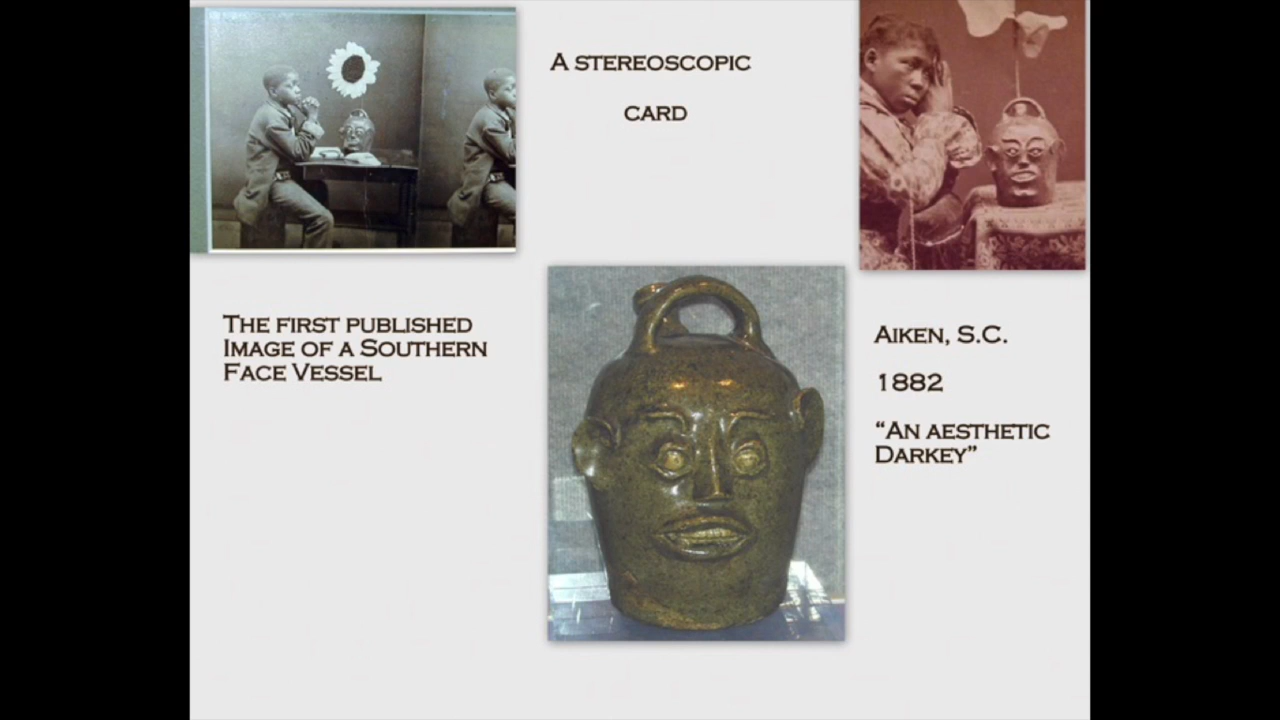 A STEREOSCOPIC
CARD
THE FIRST PUBLISHED
IMAGE OF A SOUTHERN
FACE VESSEL
AIKEN, S.C.
1882
“AN AESTHETIC
DARKEY”